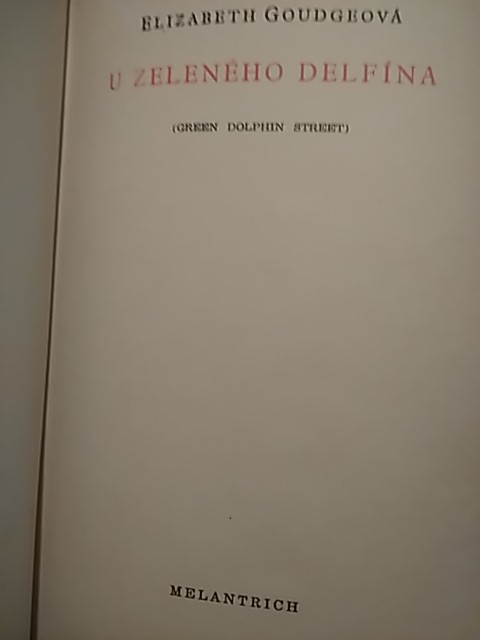 ELIZABETH GOUDGEOVÁ
U ZELENÉHO DELFÍNA
(GREEN DOLPHIN STREET)
MELANTRICH